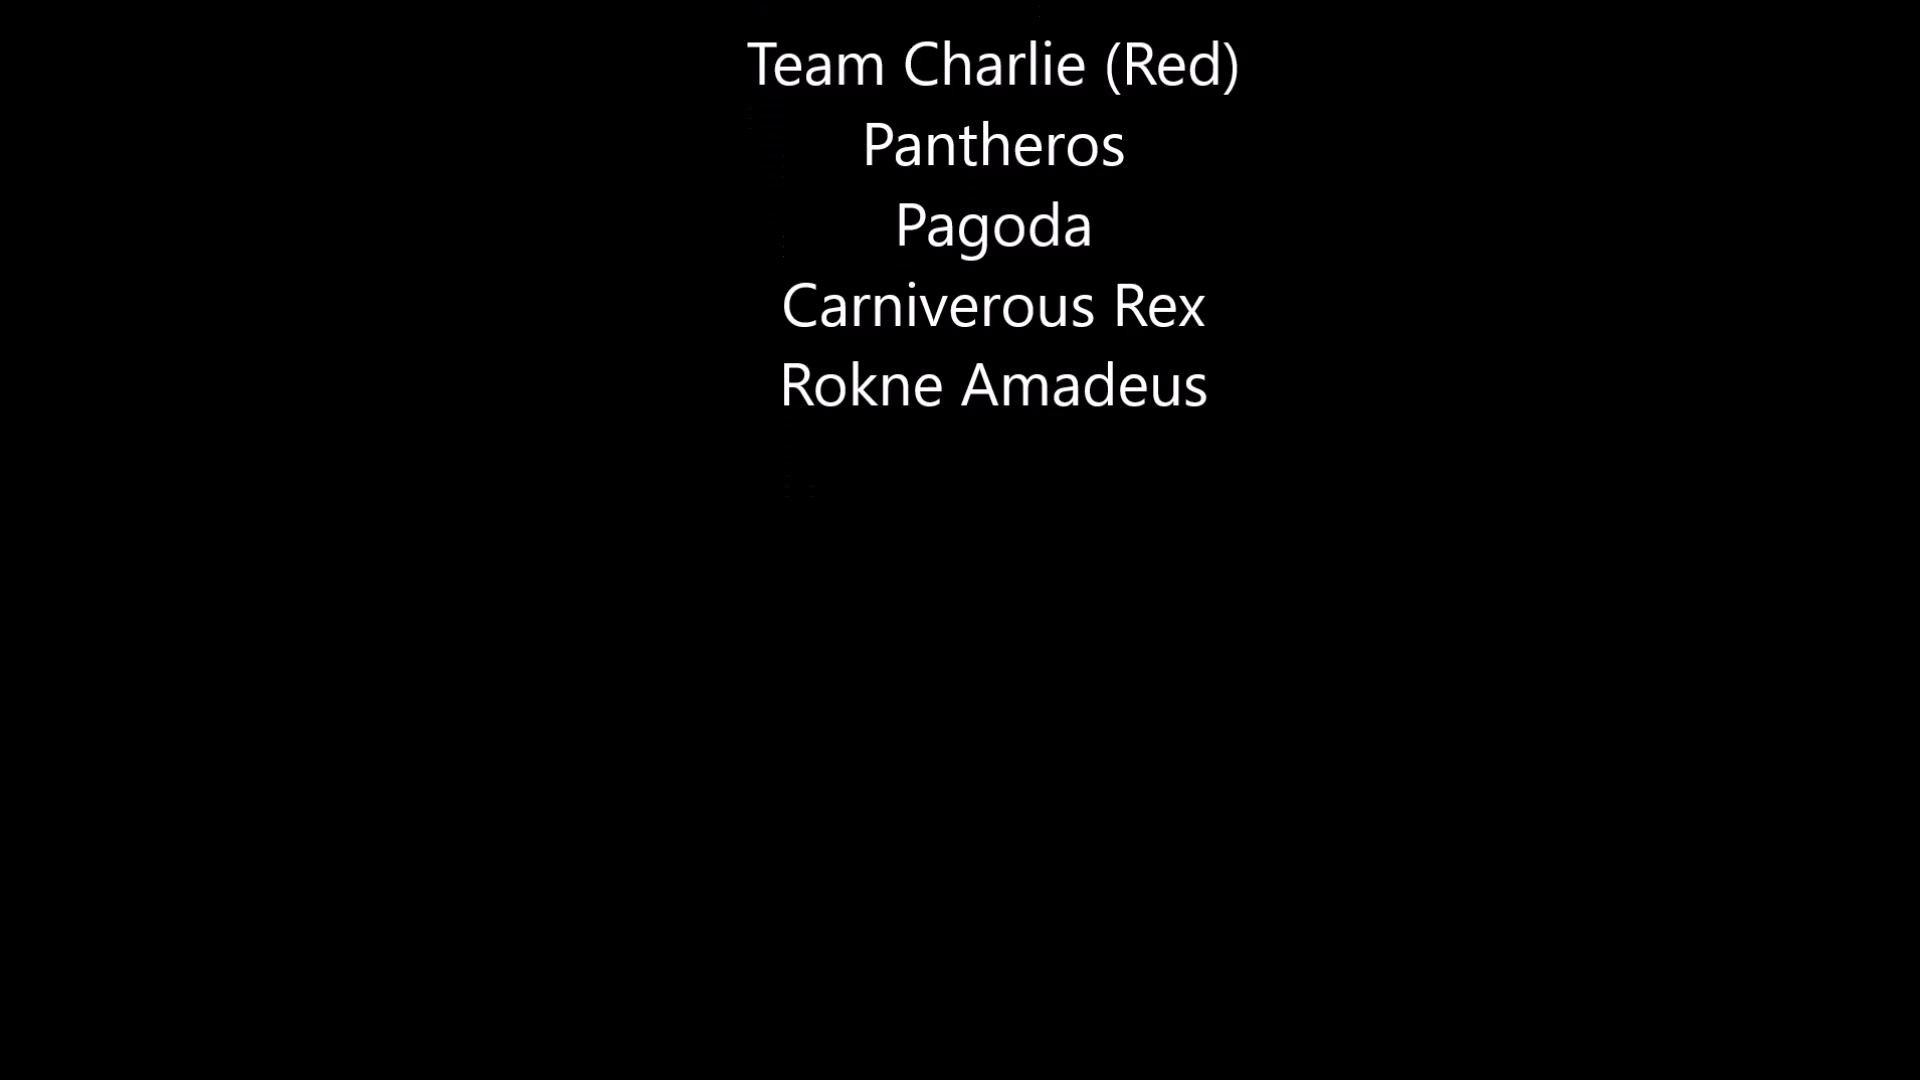 Team Charlie (Red)
Pantheros
Pagoda
Carniverous Rex
Rokne Amadeus